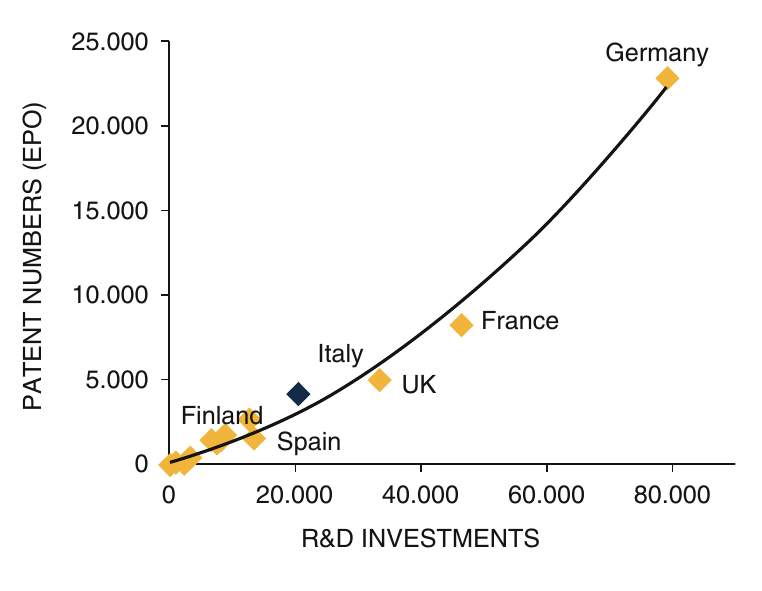 25.000
20.000
15.000
10.000
5.000
0
PATENT NUMBERS (EPO)
Germany
France
Italy
UK
Finland
Spain
0
20.000
40.000
60.000
80.000
R&D INVESTMENTS